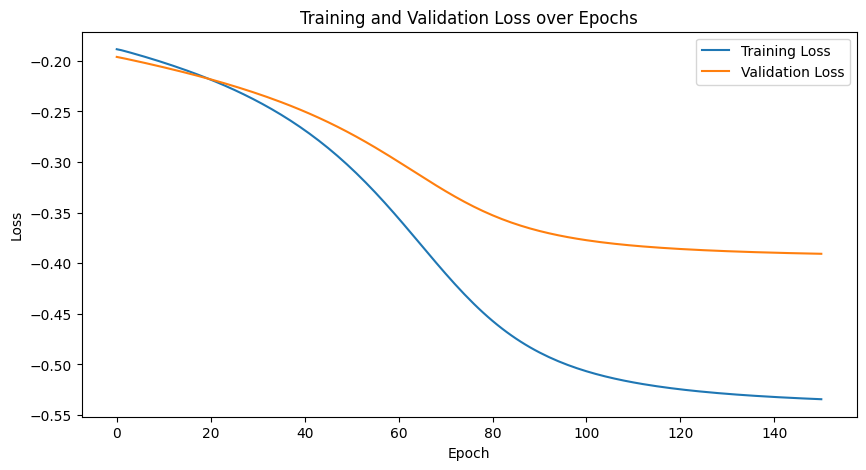 Training and Validation Loss over Epochs
Training Loss
Validation Loss
Loss
−0.20
−0.25
−0.30
−0.35
−0.40
−0.45
−0.50
−0.55
0 20 40 60 80 100 120 140
Epoch